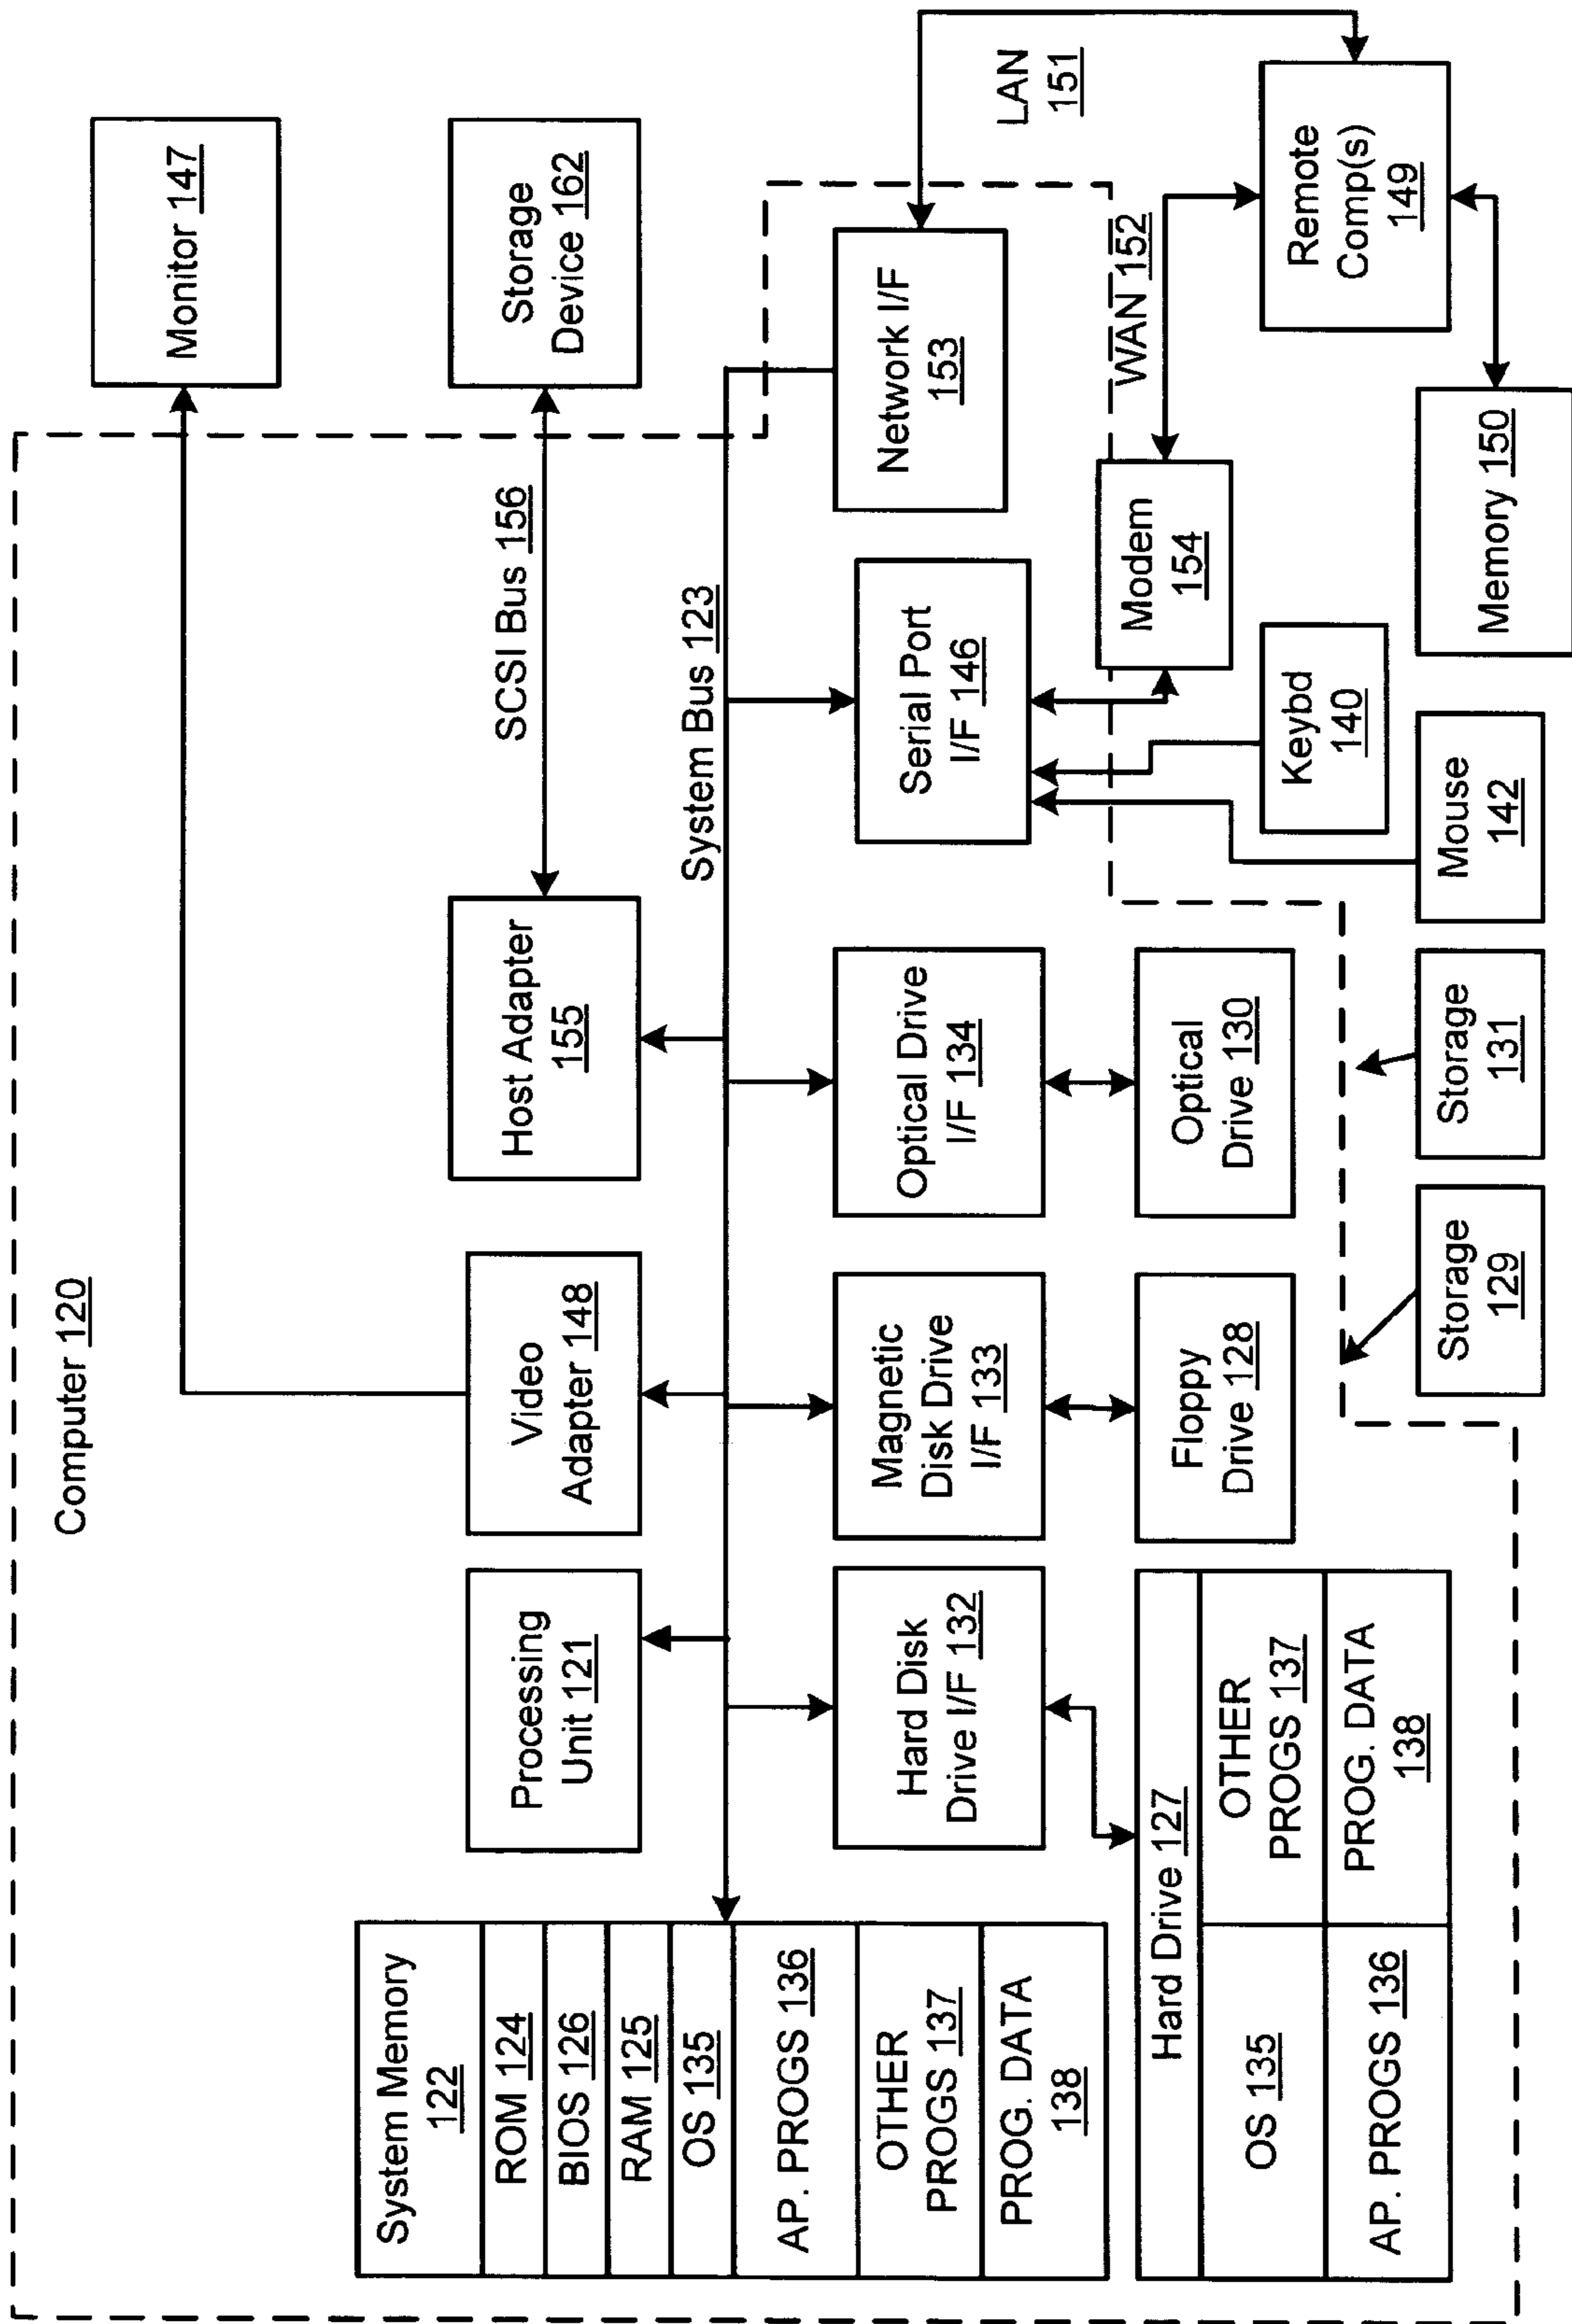 Computer 120
Monitor 147
System Memory
122
ROM 124
BIOS 126
RAM 125
OS 135
AP. PROGS 136
OTHER
PROGS 137
PROG. DATA
138
Processing
Unit 121
Video
Adapter 148
Host Adapter
155
SCSI Bus 156
Storage
Device 162
System Bus 123
Hard Disk
Drive I/F 132
Magnetic
Disk Drive
I/F 133
Optical Drive
I/F 134
Serial Port
I/F 146
Network I/F
153
LAN
151
Hard Drive 127
OS 135
OTHER
PROGS 137
AP. PROGS 136
PROG. DATA
138
Floppy
Drive 128
Optical
Drive 130
Modem
154
WAN 152
Remote
Comp(s)
149
Keybd
140
Storage
129
Storage
131
Mouse
142
Memory 150